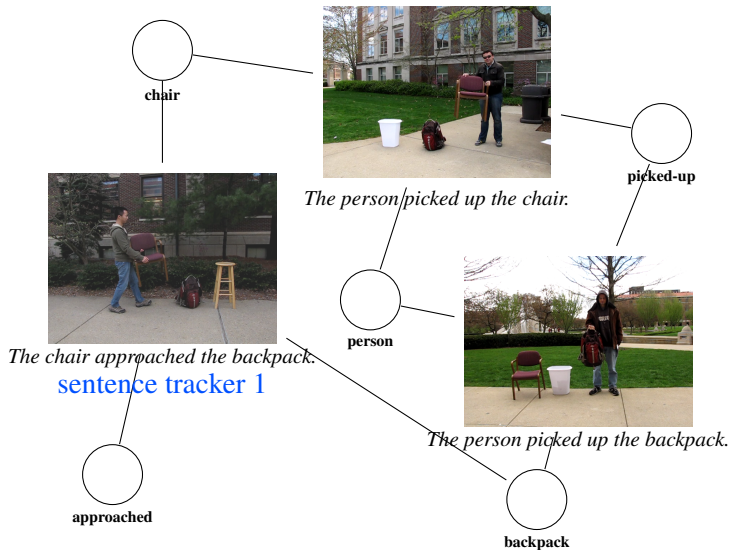 chair
picked-up
The person picked up the chair.
person
The chair approached the backpack.
sentence tracker 1
The person picked up the backpack.
approached
backpack